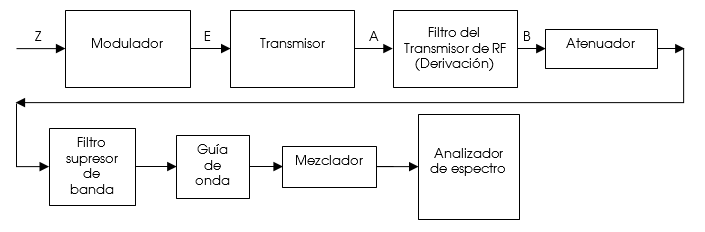 Z
Modulador
E
Transmisor
A
Filtro del
Transmisor de RF
(Derivación)
B
Atenuador
Filtro
supresor
de
banda
Guía
de
onda
Mezclador
Analizador
de espectro